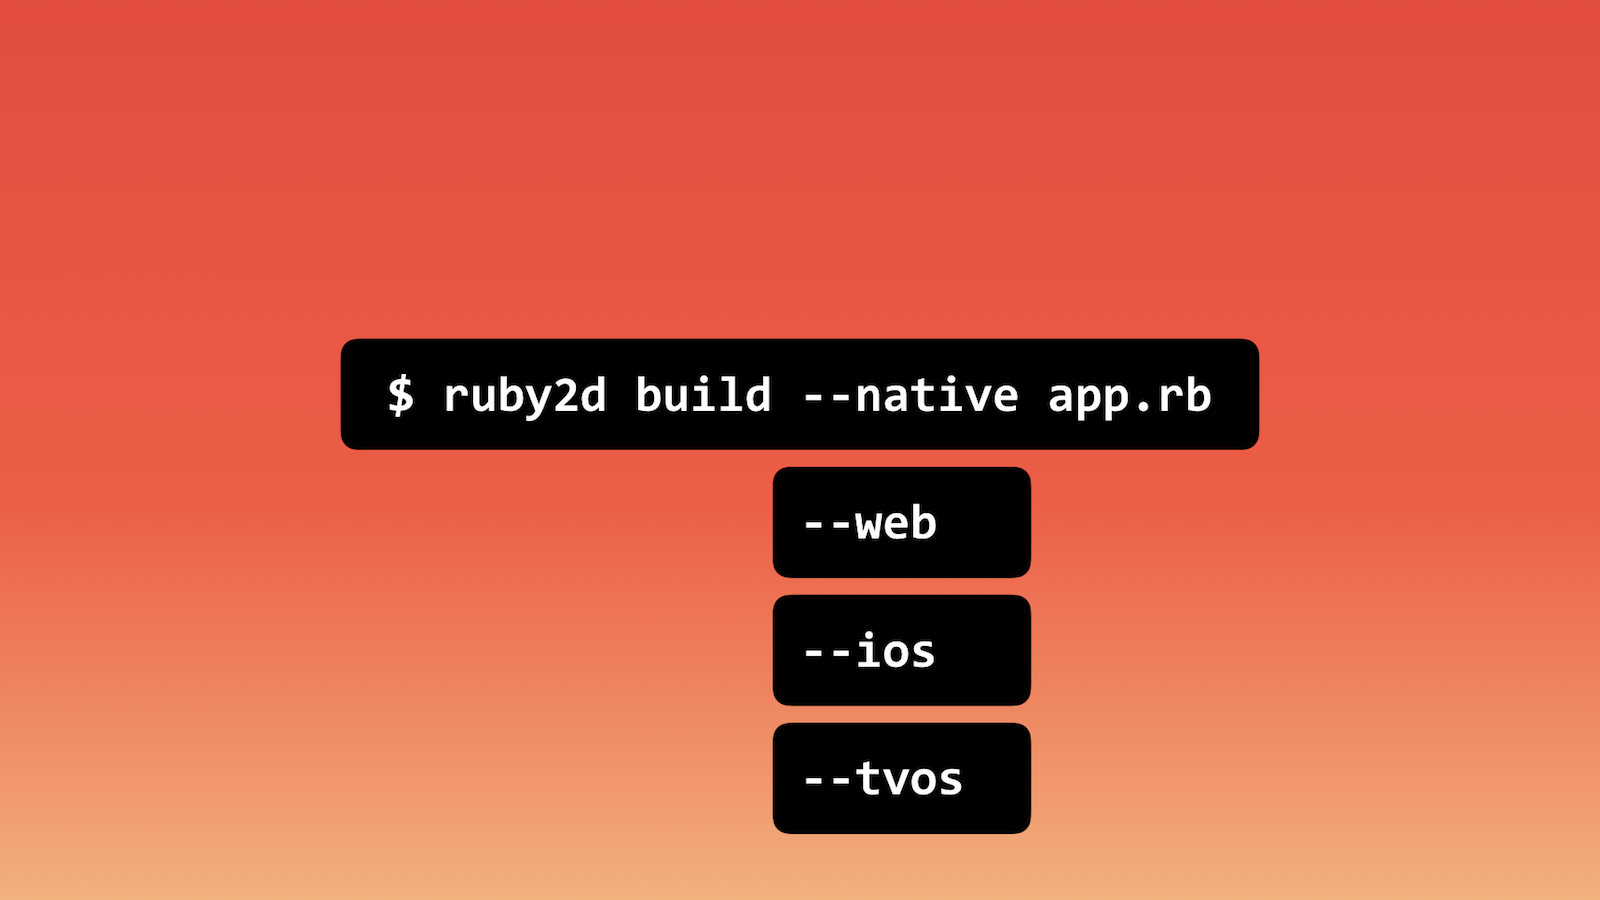 $ ruby2d build --native app.rb
--web
--ios
--tvos